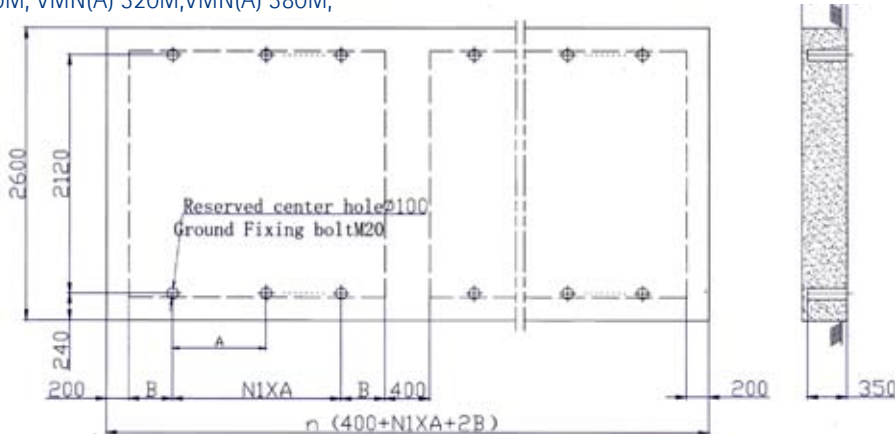 VMN(A) 320M,VMN(A) 380M,
2600
2120
Reserved center holeØ100
Ground Fixing boltM20
240
A
200 B N1XA B 400 200 350
n (400+N1XA+2B)